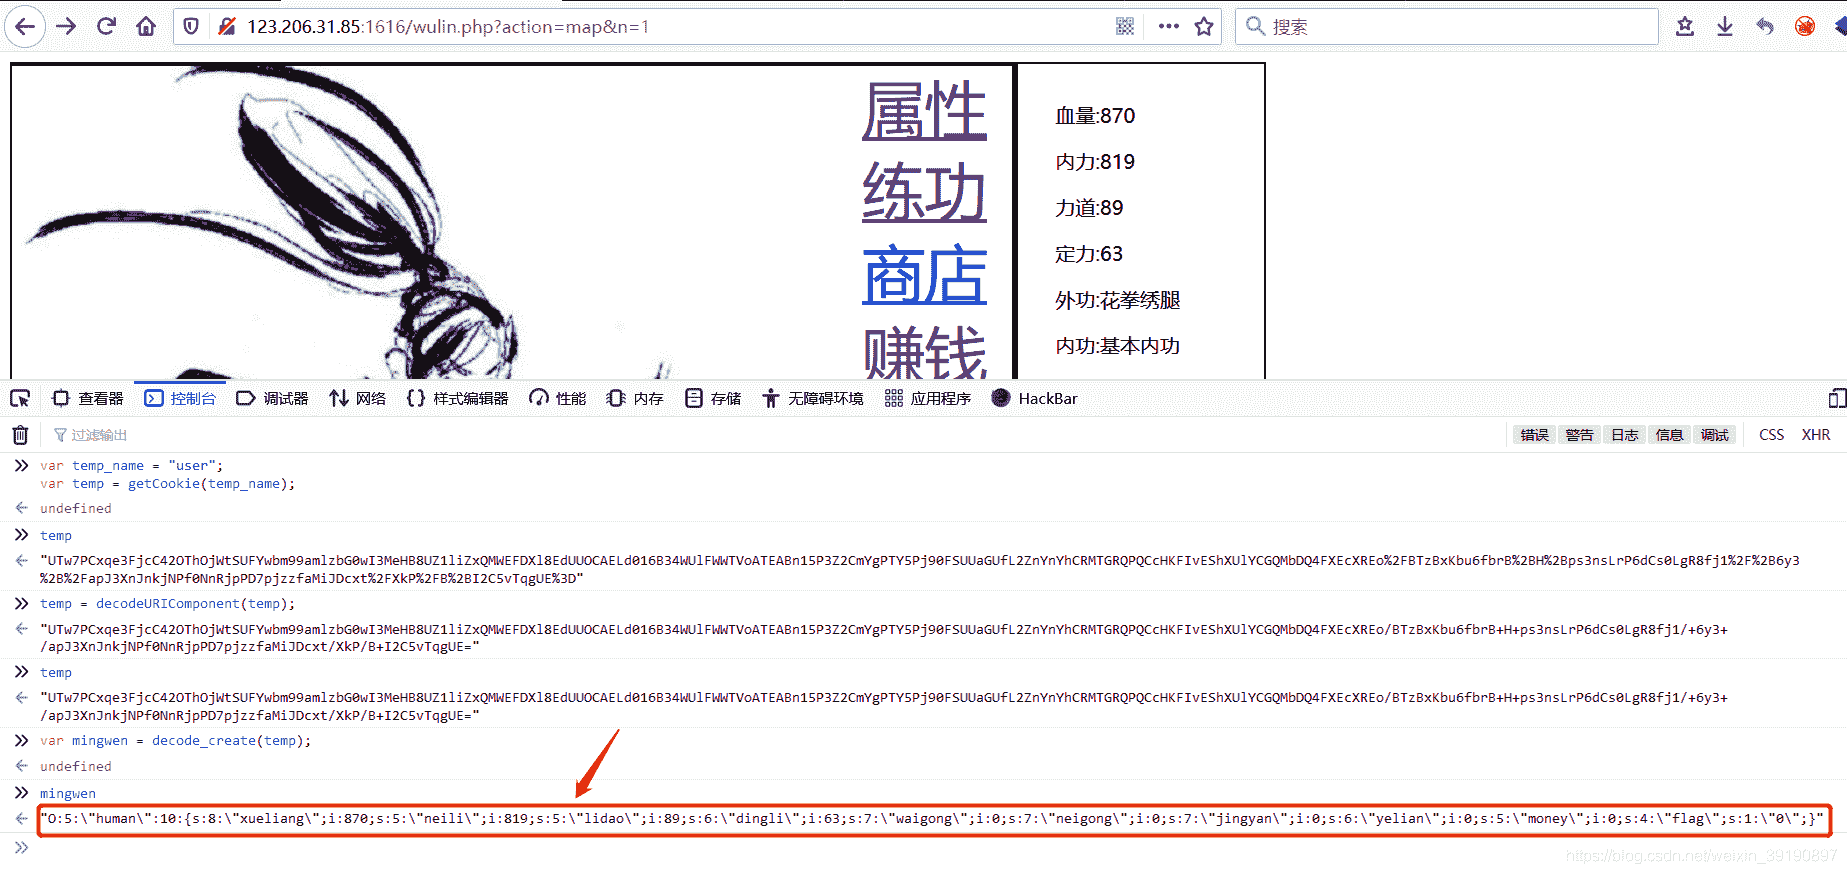 123.206.31.85:1616/wulin.php?action=map&n=1
搜索
属性
练功
商店
赚钱
血量:870
内力:819
力道:89
定力:63
外功:花拳绣腿
内功:基本内功
查看器 控制台 调试器 网络 样式编辑器 性能 内存 存储 无障碍环境 应用程序 HackBar
过滤输出
错误 警告 日志 信息 调试 CSS XHR
var temp_name = "user";
var temp = getCookie(temp_name);
undefined
temp
"UTw7PCxqe3FjcC42OThOjWtSUFYwbm99amlzbG0wI3MeHB8UZ1liZxQMWEFDXl8EdUUOCAELd016B34WUlFWWTVoATEABn15P3Z2CmYgPTY5Pj90FSUUaGUfL2ZnYnYhCRMTGRQPQCcHKFIvEShXUlYCGQMbDQ4FXEcXREo%2FBTzBxKbu6fbrB%2BH%2Bps3nsLrP6dCs0LgR8fj1%2F%2B6y3
%2B%2FapJ3XnJnkjNPf0NnRjpPD7pjzzfaMiJDcxt%2FXkP%2FB%2BI2C5vTqgUE%3D"
temp = decodeURIComponent(temp);
"UTw7PCxqe3FjcC42OThOjWtSUFYwbm99amlzbG0wI3MeHB8UZ1liZxQMWEFDXl8EdUUOCAELd016B34WUlFWWTVoATEABn15P3Z2CmYgPTY5Pj90FSUUaGUfL2ZnYnYhCRMTGRQPQCcHKFIvEShXUlYCGQMbDQ4FXEcXREo/BTzBxKbu6fbrB+H+ps3nsLrP6dCs0LgR8fj1/+6y3+
/apJ3XnJnkjNPf0NnRjpPD7pjzzfaMiJDcxt/XkP/B+I2C5vTqgUE="
temp
"UTw7PCxqe3FjcC42OThOjWtSUFYwbm99amlzbG0wI3MeHB8UZ1liZxQMWEFDXl8EdUUOCAELd016B34WUlFWWTVoATEABn15P3Z2CmYgPTY5Pj90FSUUaGUfL2ZnYnYhCRMTGRQPQCcHKFIvEShXUlYCGQMbDQ4FXEcXREo/BTzBxKbu6fbrB+H+ps3nsLrP6dCs0LgR8fj1/+6y3+
/apJ3XnJnkjNPf0NnRjpPD7pjzzfaMiJDcxt/XkP/B+I2C5vTqgUE="
var mingwen = decode_create(temp);
undefined
mingwen
"O:5:\"human\":10:{s:8:\"xueliang\";i:870;s:5:\"neili\";i:819;s:5:\"lidao\";i:89;s:6:\"dingli\";i:63;s:7:\"waigong\";i:0;s:7:\"neigong\";i:0;s:7:\"jingyan\";i:0;s:6:\"yelian\";i:0;s:5:\"money\";i:0;s:4:\"flag\";s:1:\"0\";}"
https://blog.csdn.net/weixin_39190897